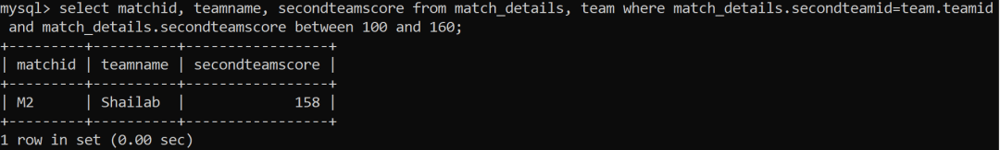 mysql> select matchid, teamname, secondteamscore from match_details, team where match_details.secondteamid=team.teamid
 and match_details.secondteamscore between 100 and 160;
+---------+----------+-----------------+
| matchid | teamname | secondteamscore |
+---------+----------+-----------------+
| M2      | Shailab  |             158 |
+---------+----------+-----------------+
1 row in set (0.00 sec)